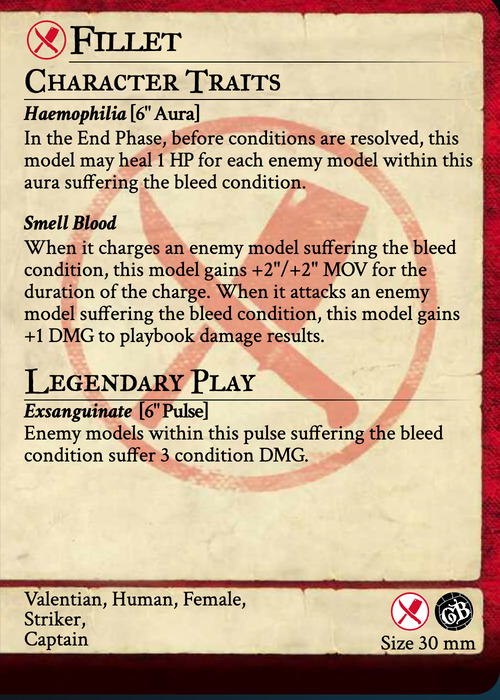 Fillet
Character Traits
Haemophilia [6" Aura]
In the End Phase, before conditions are resolved, this
model may heal 1 HP for each enemy model within this
aura suffering the bleed condition.
Smell Blood
When it charges an enemy model suffering the bleed
condition, this model gains +2"/+2" MOV for the
duration of the charge. When it attacks an enemy
model suffering the bleed condition, this model gains
+1 DMG to playbook damage results.
Legendary Play
Exsanguinate [6" Pulse]
Enemy models within this pulse suffering the bleed
condition suffer 3 condition DMG.
Valentian, Human, Female,
Striker,
Captain
GB
Size 30 mm